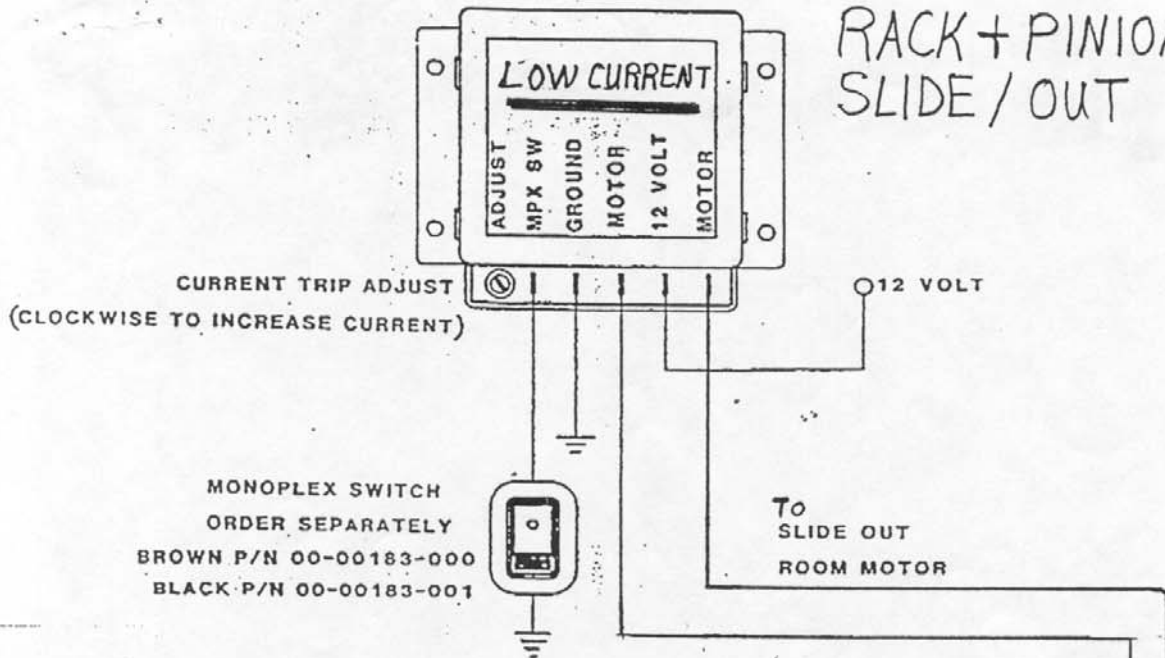 RACK + PINION
SLIDE / OUT
LOW CURRENT
ADJUST
MPX SW
GROUND
MOTOR
12 VOLT
MOTOR
CURRENT TRIP ADJUST
(CLOCKWISE TO INCREASE CURRENT)
12 VOLT
MONOPLEX SWITCH
ORDER SEPARATELY
BROWN P/N 00-00183-000
BLACK P/N 00-00183-001
To
SLIDE OUT
ROOM MOTOR